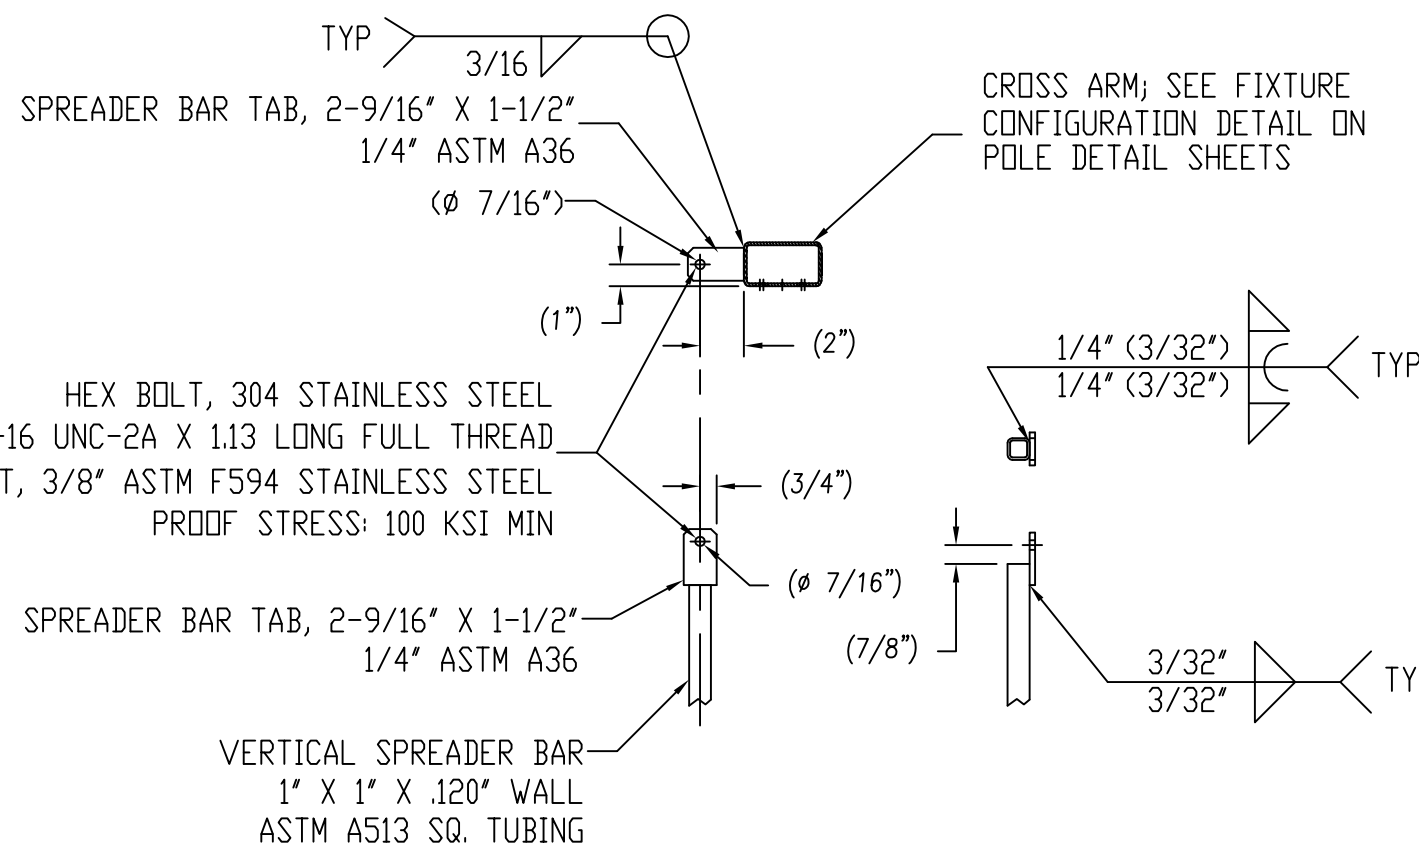 TYP
3/16
SPREADER BAR TAB, 2-9/16" X 1-1/2"
1/4" ASTM A36
(Ø 7/16")
CROSS ARM; SEE FIXTURE
CONFIGURATION DETAIL ON
POLE DETAIL SHEETS
(1")
(2")
1/4" (3/32")
1/4" (3/32")
TYP
HEX BOLT, 304 STAINLESS STEEL
-16 UNC-2A X 1.13 LONG FULL THREAD
T, 3/8" ASTM F594 STAINLESS STEEL
PROOF STRESS: 100 KSI MIN
(3/4")
(Ø 7/16")
SPREADER BAR TAB, 2-9/16" X 1-1/2"
1/4" ASTM A36
(7/8")
3/32"
3/32"
TY
VERTICAL SPREADER BAR
1" X 1" X .120" WALL
ASTM A513 SQ. TUBING